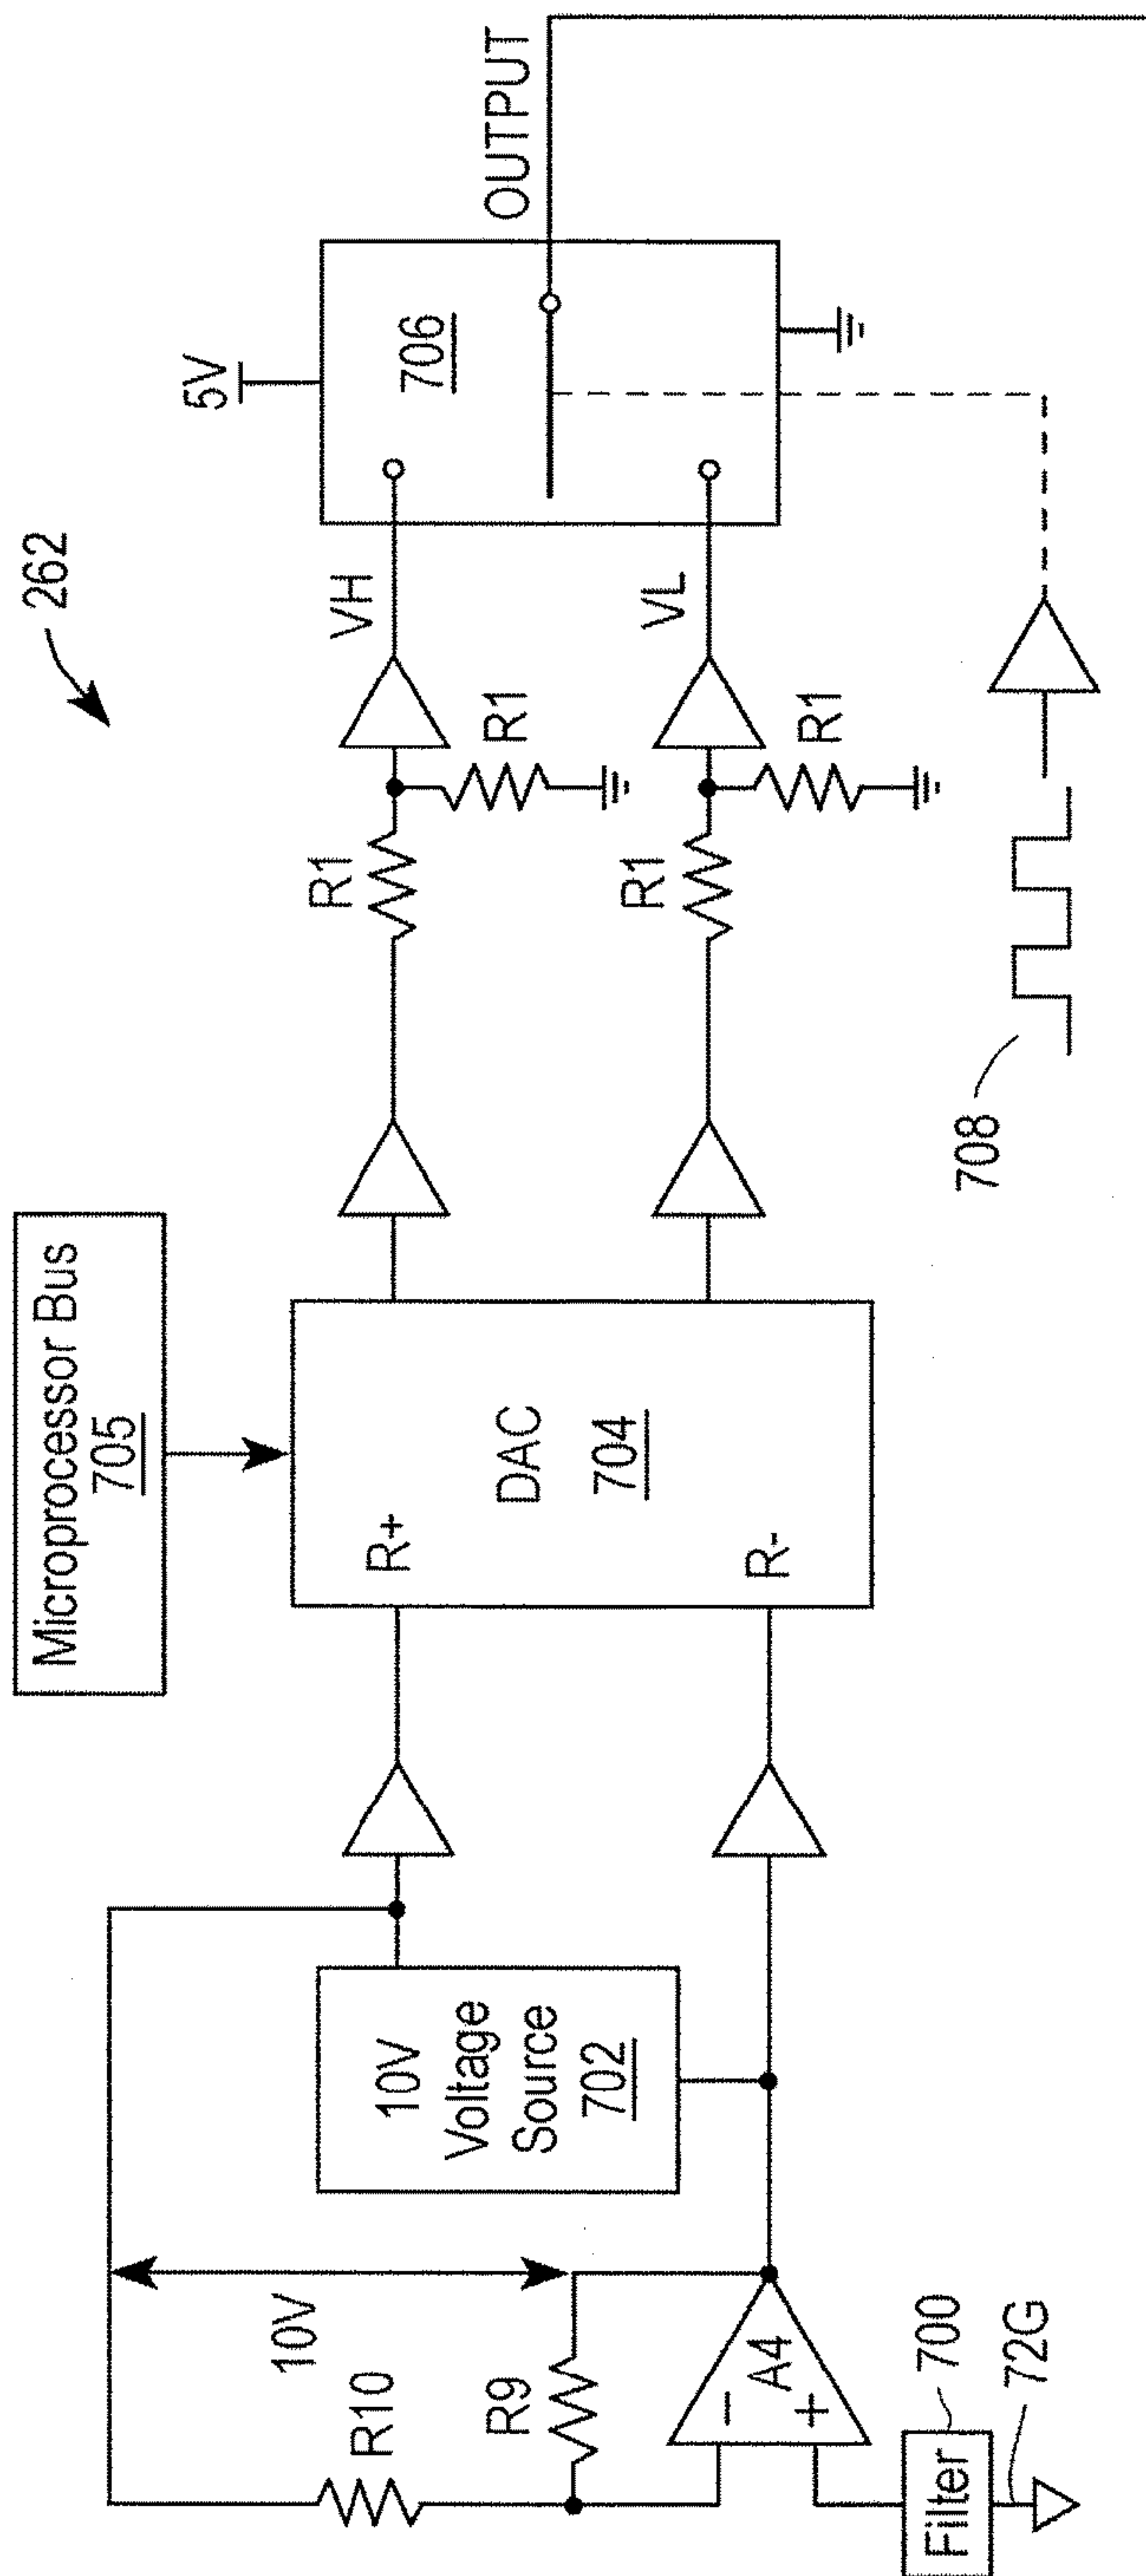 262
Microprocessor Bus
705
5V
OUTPUT
706
VH
R1
R1
VL
R1
R1
10V
R10
R9
10V
Voltage
Source
702
R+
DAC
704
R-
A4
-
+
Filter
700
72G
708